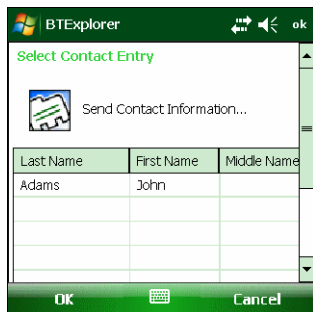 BTExplorer ok
Select Contact Entry
Send Contact Information...
Last Name First Name Middle Name
Adams John
OK Cancel